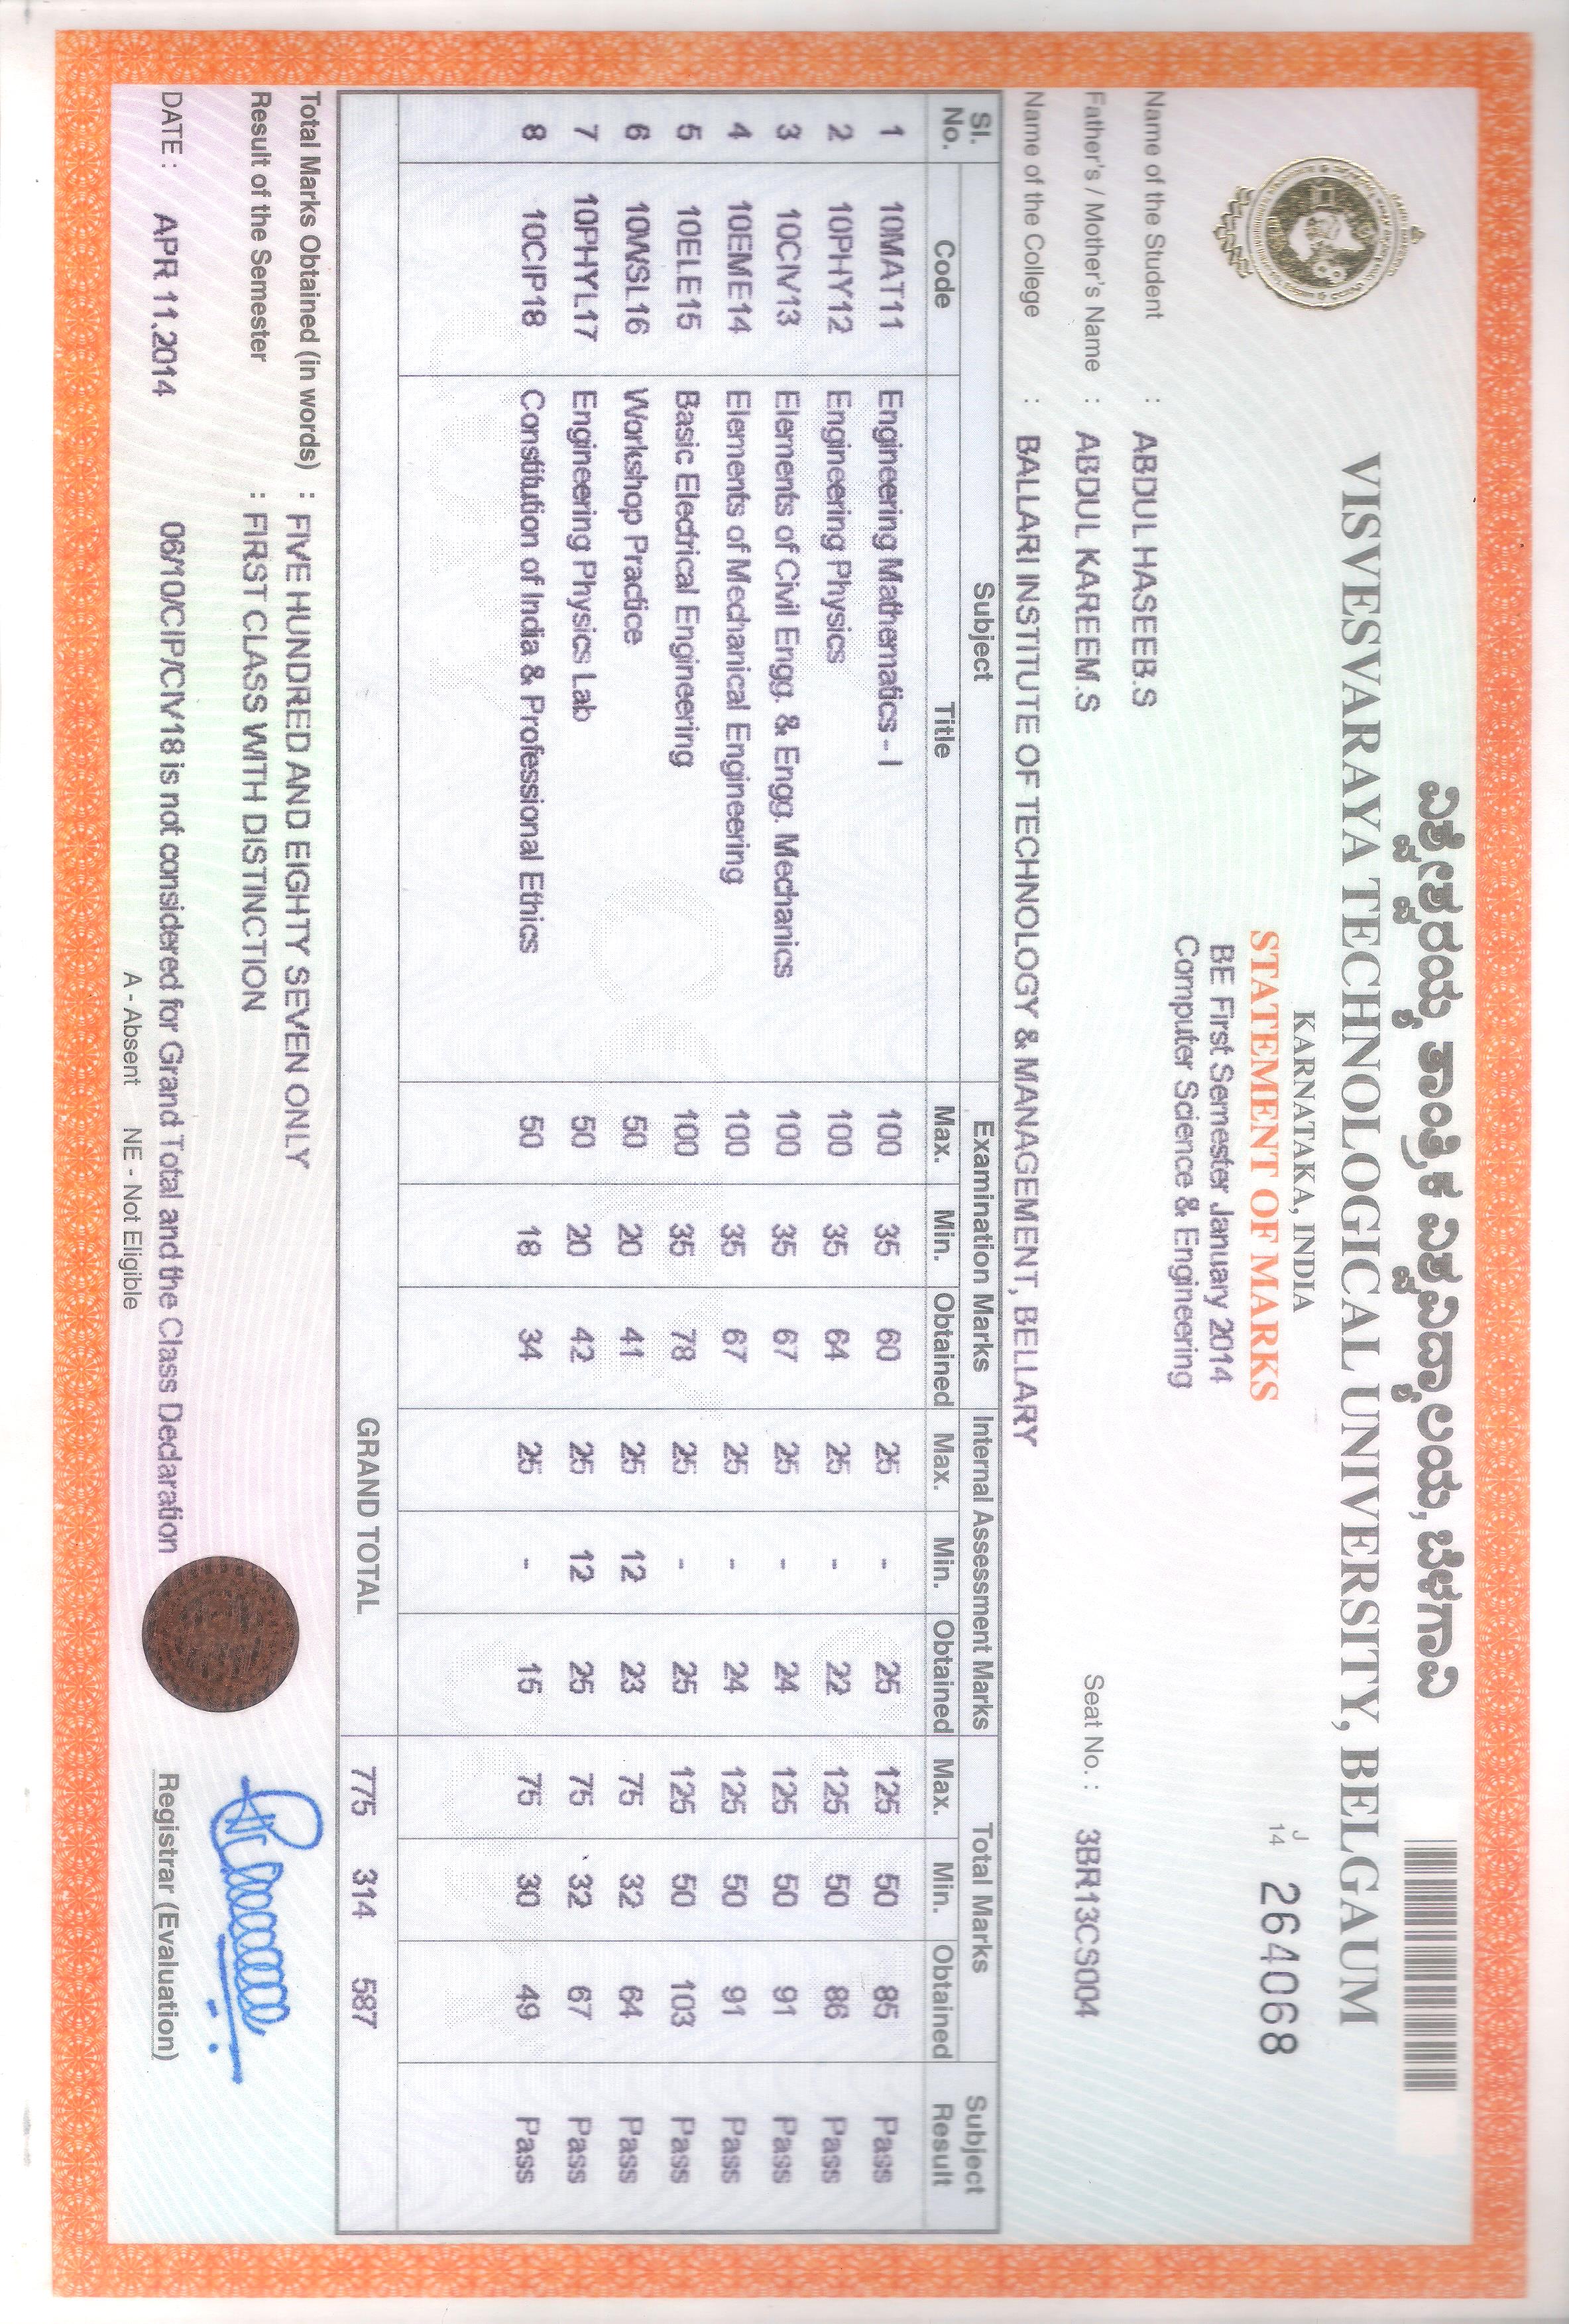 ವಿಶ್ವೇಶ್ವರಯ್ಯ ತಾಂತ್ರಿಕ ವಿಶ್ವವಿದ್ಯಾಲಯ, ಬೆಳಗಾವಿ
VISVESVARAYA TECHNOLOGICAL UNIVERSITY, BELGAUM
KARNATAKA, INDIA
J 14 264068
STATEMENT OF MARKS
BE First Semester January 2014
Computer Science & Engineering
Name of the Student : ABDUL HASEEB.S
Father's / Mother's Name : ABDUL KAREEM.S Seat No. : 3BR13CS004
Name of the College : BALLARI INSTITUTE OF TECHNOLOGY & MANAGEMENT, BELLARY
Sl. No. Subject Examination Marks Internal Assessment Marks Total Marks Subject Result
Code Title Max. Min. Obtained Max. Min. Obtained Max. Min. Obtained
1 10MAT11 Engineering Mathematics - I 100 35 60 25 - 25 125 50 85 Pass
2 10PHY12 Engineering Physics 100 35 64 25 - 22 125 50 86 Pass
3 10CIV13 Elements of Civil Engg. & Engg. Mechanics 100 35 67 25 - 24 125 50 91 Pass
4 10EME14 Elements of Mechanical Engineering 100 35 67 25 - 24 125 50 91 Pass
5 10ELE15 Basic Electrical Engineering 100 35 78 25 - 25 125 50 103 Pass
6 10WSL16 Workshop Practice 50 20 41 25 12 23 75 32 64 Pass
7 10PHYL17 Engineering Physics Lab 50 20 42 25 12 25 75 32 67 Pass
8 10CIP18 Constitution of India & Professional Ethics 50 18 34 25 - 15 75 30 49 Pass
COPY
GRAND TOTAL 775 314 587
Total Marks Obtained (in words) : FIVE HUNDRED AND EIGHTY SEVEN ONLY
Result of the Semester : FIRST CLASS WITH DISTINCTION
DATE : APR 11,2014 06/10/CIP/CIV18 is not considered for Grand Total and the Class Declaration Registrar (Evaluation)
A - Absent NE - Not Eligible